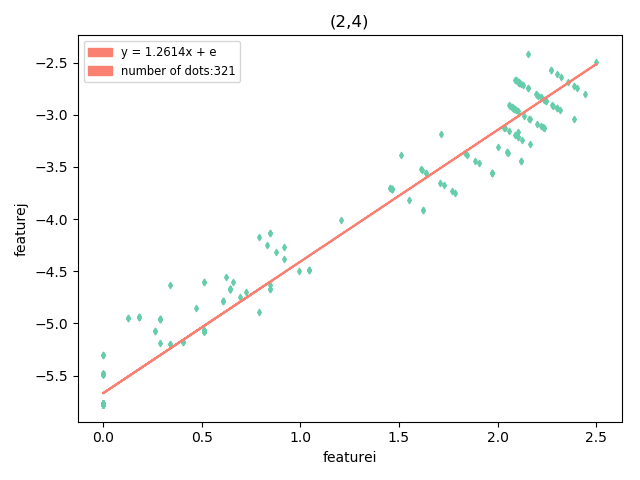 (2,4)
y = 1.2614x + e
number of dots:321
featurej
−2.5
−3.0
−3.5
−4.0
−4.5
−5.0
−5.5
0.0 0.5 1.0 1.5 2.0 2.5
featurei